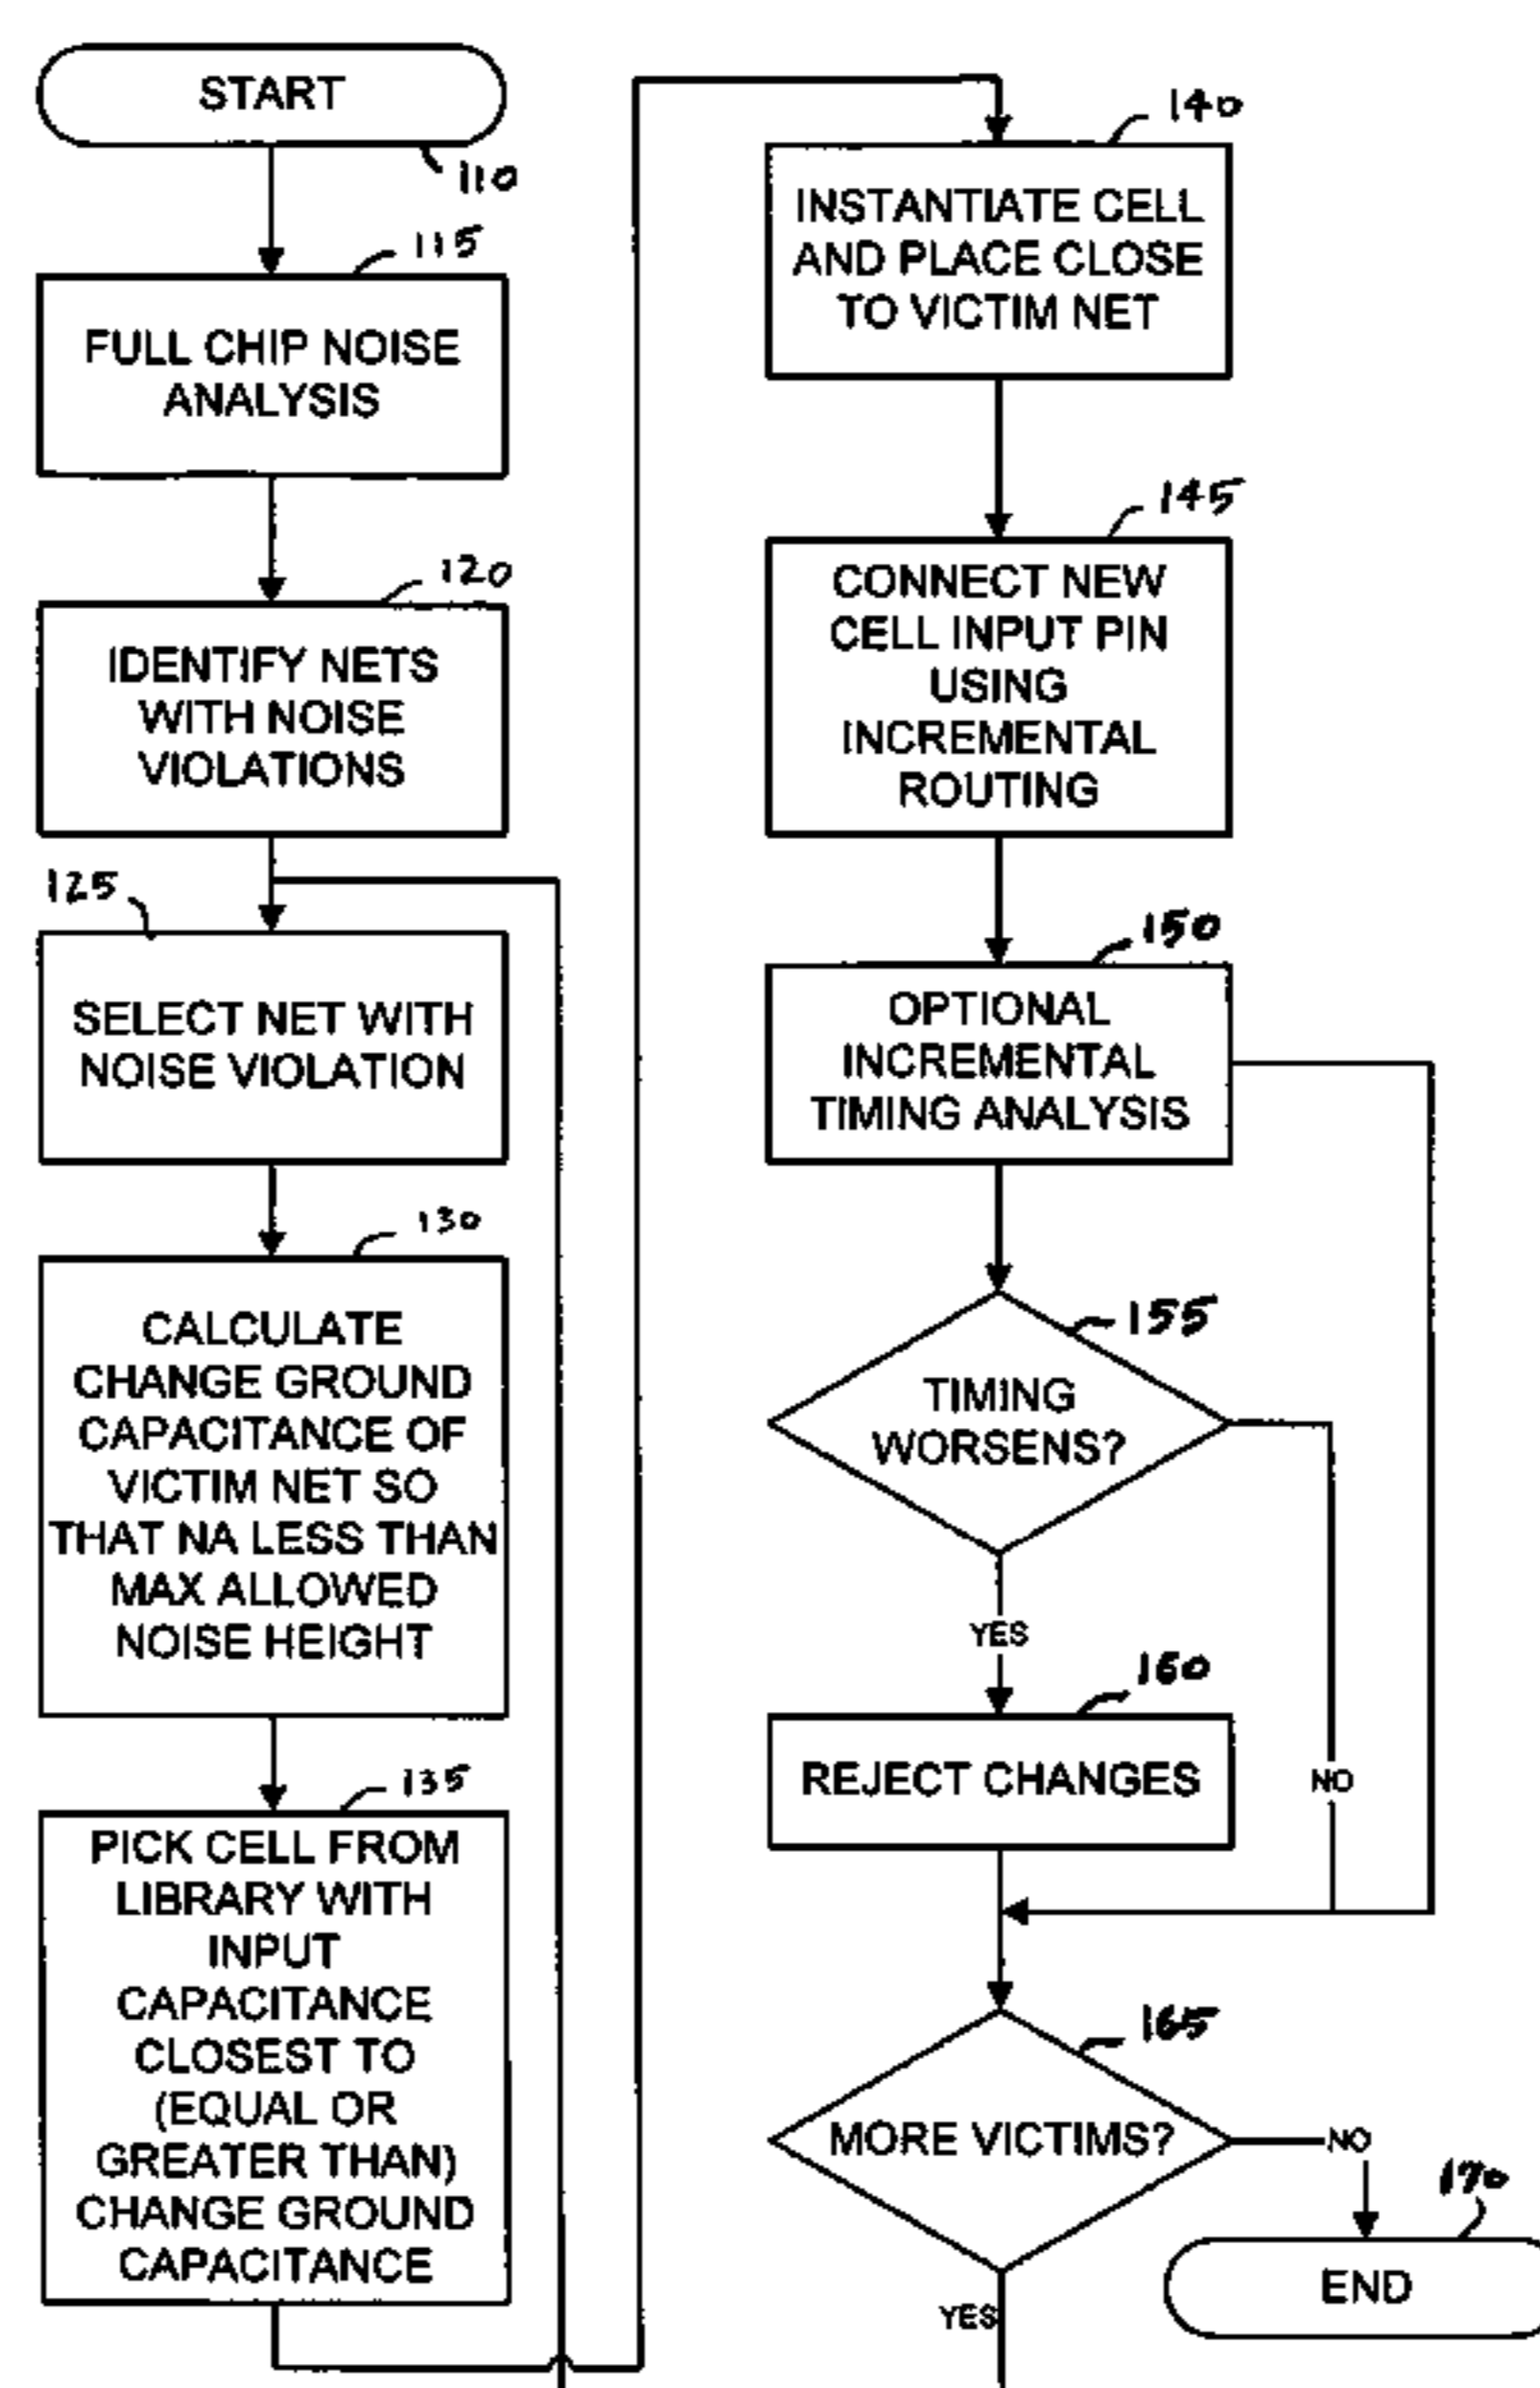 START
110
115
FULL CHIP NOISE
ANALYSIS
120
IDENTIFY NETS
WITH NOISE
VIOLATIONS
125
SELECT NET WITH
NOISE VIOLATION
130
CALCULATE
CHANGE GROUND
CAPACITANCE OF
VICTIM NET SO
THAT NA LESS THAN
MAX ALLOWED
NOISE HEIGHT
135
PICK CELL FROM
LIBRARY WITH
INPUT
CAPACITANCE
CLOSEST TO
(EQUAL OR
GREATER THAN)
CHANGE GROUND
CAPACITANCE
140
INSTANTIATE CELL
AND PLACE CLOSE
TO VICTIM NET
145
CONNECT NEW
CELL INPUT PIN
USING
INCREMENTAL
ROUTING
150
OPTIONAL
INCREMENTAL
TIMING ANALYSIS
155
TIMING
WORSENS?
YES
NO
160
REJECT CHANGES
165
MORE VICTIMS?
NO
YES
170
END